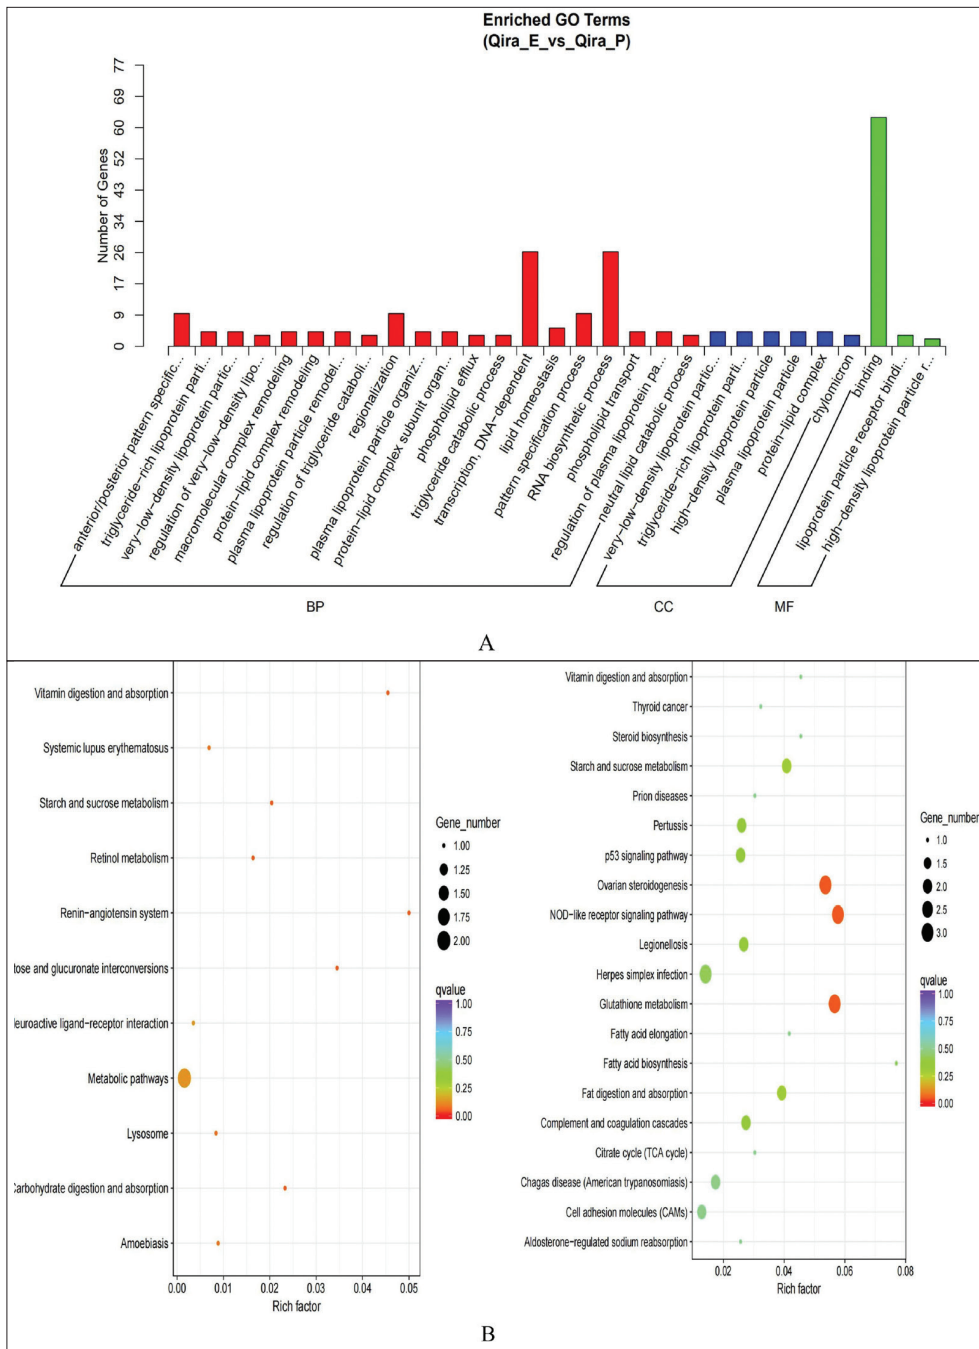 Enriched GO Terms
(Qira_E_vs_Qira_P)
Number of Genes
77
69
60
52
43
34
26
17
9
0
anterior/posterior pattern specific...
triglyceride-rich lipoprotein parti...
very-low-density lipoprotein partic...
regulation of very-low-density lipo...
macromolecular complex remodeling
protein-lipid complex remodeling
plasma lipoprotein particle remodel...
regulation of triglyceride cataboli...
regionalization
plasma lipoprotein particle organiz...
protein-lipid complex subunit organ...
phospholipid efflux
triglyceride catabolic process
transcription, DNA-dependent
lipid homeostasis
pattern specification process
RNA biosynthetic process
phospholipid transport
regulation of plasma lipoprotein pa...
neutral lipid catabolic process
very-low-density lipoprotein partic...
triglyceride-rich lipoprotein parti...
high-density lipoprotein particle
plasma lipoprotein particle
protein-lipid complex
chylomicron
binding
lipoprotein particle receptor bindi...
high-density lipoprotein particle r...
BP
CC
MF
A
Vitamin digestion and absorption
Systemic lupus erythematosus
Starch and sucrose metabolism
Retinol metabolism
Renin-angiotensin system
tose and glucuronate interconversions
leuroactive ligand-receptor interaction
Metabolic pathways
Lysosome
Carbohydrate digestion and absorption
Amoebiasis
0.00 0.01 0.02 0.03 0.04 0.05
Rich factor
Gene_number
1.00
1.25
1.50
1.75
2.00
qvalue
1.00
0.75
0.50
0.25
0.00
Vitamin digestion and absorption
Thyroid cancer
Steroid biosynthesis
Starch and sucrose metabolism
Prion diseases
Pertussis
p53 signaling pathway
Ovarian steroidogenesis
NOD-like receptor signaling pathway
Legionellosis
Herpes simplex infection
Glutathione metabolism
Fatty acid elongation
Fatty acid biosynthesis
Fat digestion and absorption
Complement and coagulation cascades
Citrate cycle (TCA cycle)
Chagas disease (American trypanosomiasis)
Cell adhesion molecules (CAMs)
Aldosterone-regulated sodium reabsorption
0.02 0.04 0.06 0.08
Rich factor
Gene_number
1.0
1.5
2.0
2.5
3.0
qvalue
1.00
0.75
0.50
0.25
0.00
B